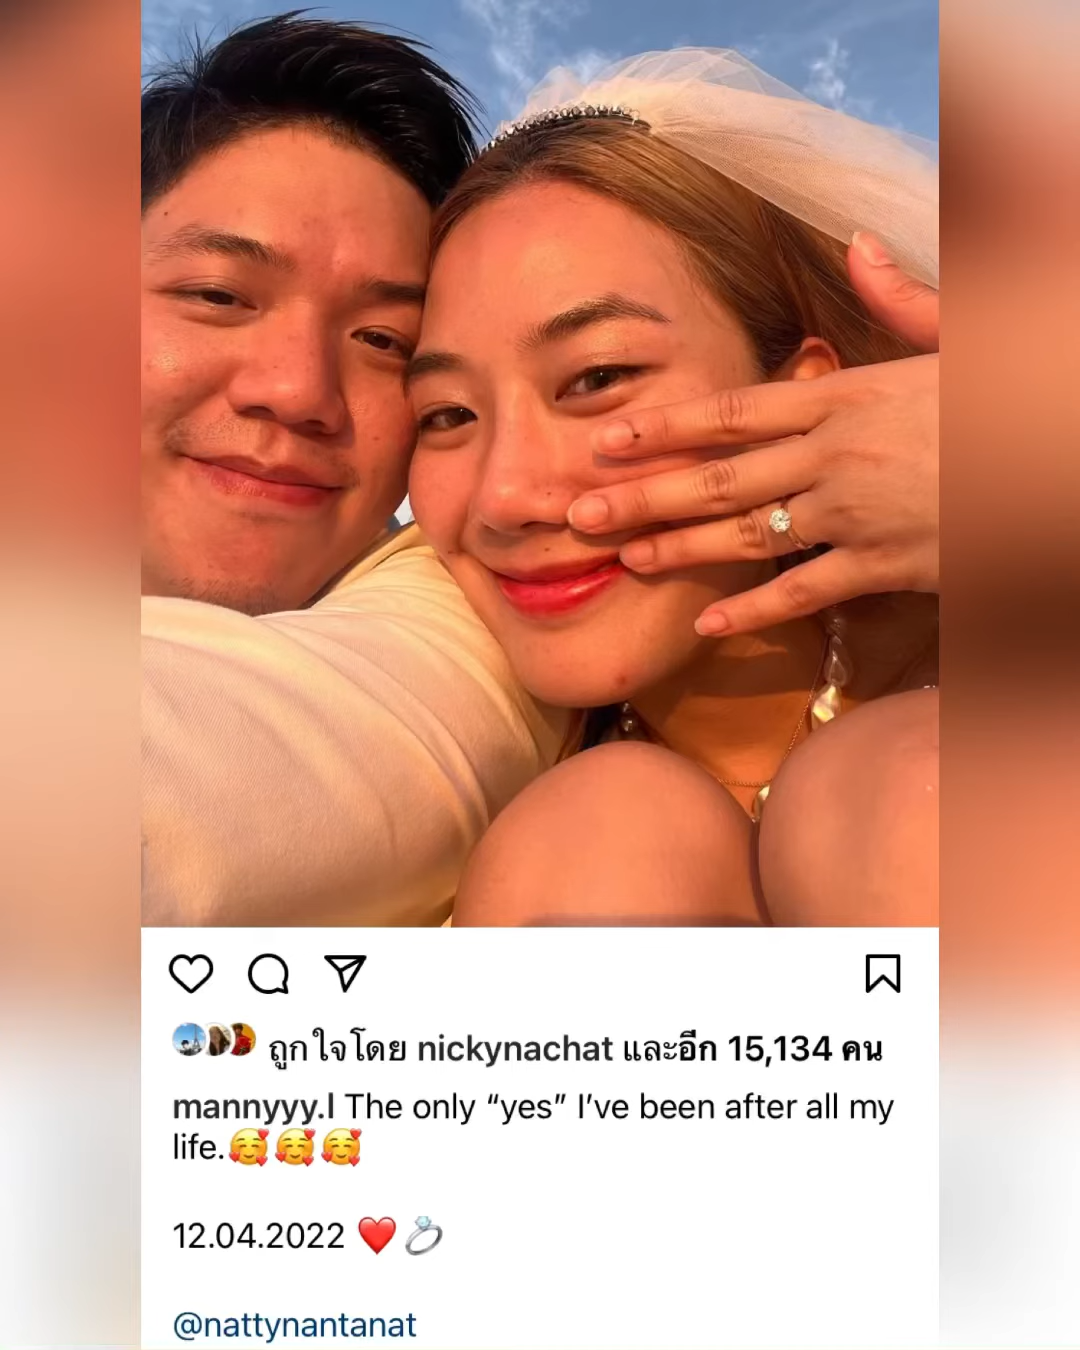 ถูกใจโดย nickynachat และอีก 15,134 คน
mannyyy.l The only “yes” I’ve been after all my
life.🥰🥰🥰
12.04.2022 ❤️💍
@nattynantanat